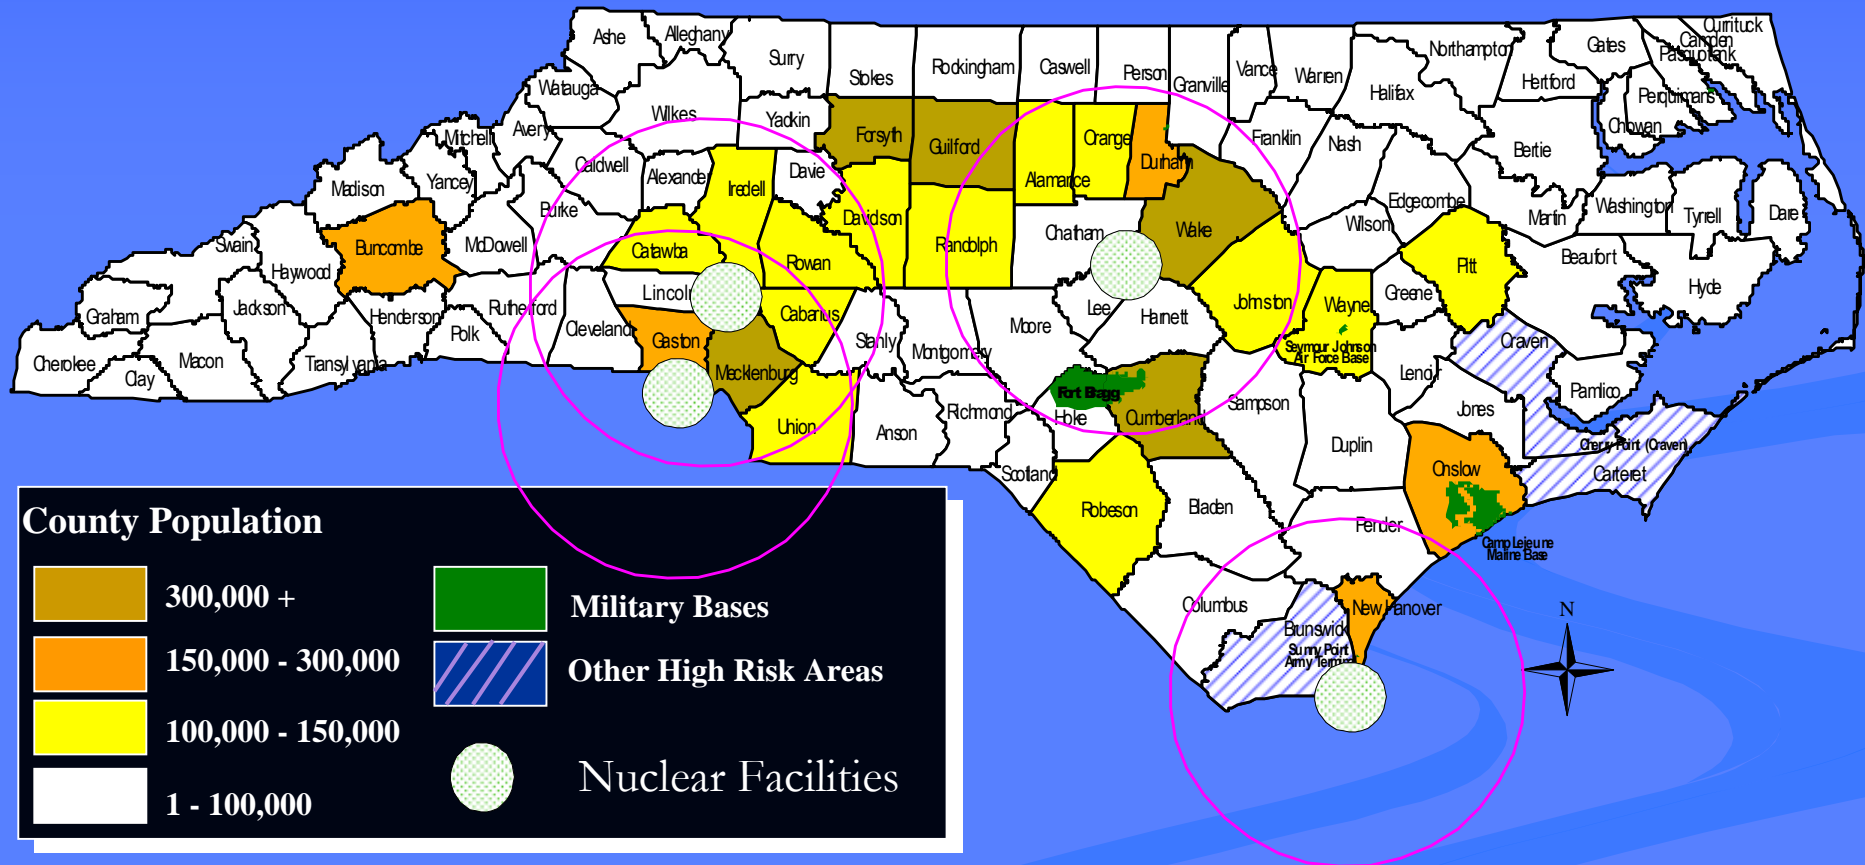 Ashe
Alleghany
Surry
Stokes
Rockingham
Caswell
Person
Granville
Vance
Warren
Northampton
Gates
Currituck
Camden
Pasquotank
Hertford
Halifax
Perquimans
Chowan
Watauga
Wilkes
Yadkin
Forsyth
Guilford
Alamance
Orange
Durham
Franklin
Nash
Bertie
Mitchell
Avery
Caldwell
Alexander
Iredell
Davie
Madison
Yancey
Burke
Davidson
Randolph
Chatham
Wake
Wilson
Edgecombe
Martin
Washington
Tyrrell
Dare
Swain
Buncombe
McDowell
Catawba
Rowan
Johnston
Pitt
Beaufort
Hyde
Haywood
Graham
Jackson
Henderson
Rutherford
Polk
Cleveland
Lincoln
Gaston
Cabarrus
Stanly
Montgomery
Moore
Lee
Harnett
Wayne
Greene
Seymour Johnson
Air Force Base
Craven
Lenoir
Cherokee
Clay
Macon
Transylvania
Mecklenburg
Union
Anson
Richmond
Fort Bragg
Hoke
Cumberland
Sampson
Duplin
Jones
Pamlico
Scotland
Robeson
Bladen
Onslow
Cherry Point (Craven)
Carteret
Pender
Camp Lejeune
Marine Base
Columbus
Brunswick
New Hanover
Sunny Point
Army Terminal
N
County Population
300,000 +
150,000 - 300,000
100,000 - 150,000
1 - 100,000
Military Bases
Other High Risk Areas
Nuclear Facilities